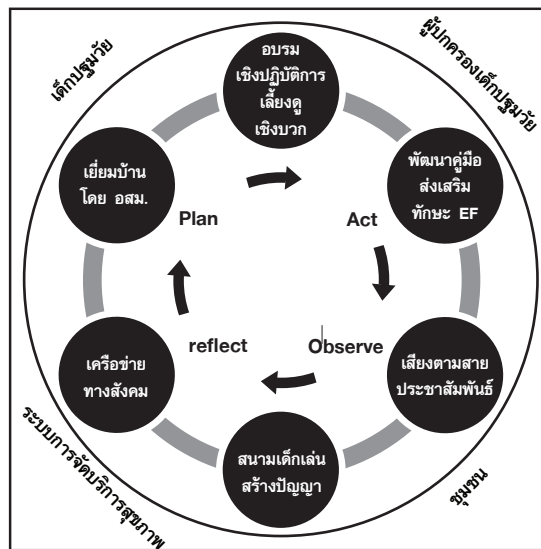 เด็กปฐมวัย
ผู้ปกครองเด็กปฐมวัย
อบรม
เชิงปฏิบัติการ
เลี้ยงดู
เชิงบวก
เยี่ยมบ้าน
โดย อสม.
พัฒนาคู่มือ
ส่งเสริม
ทักษะ EF
Plan
Act
reflect
Observe
เครือข่าย
ทางสังคม
เสียงตามสาย
ประชาสัมพันธ์
สนามเด็กเล่น
สร้างปัญญา
ระบบการจัดบริการสุขภาพ
ชุมชน